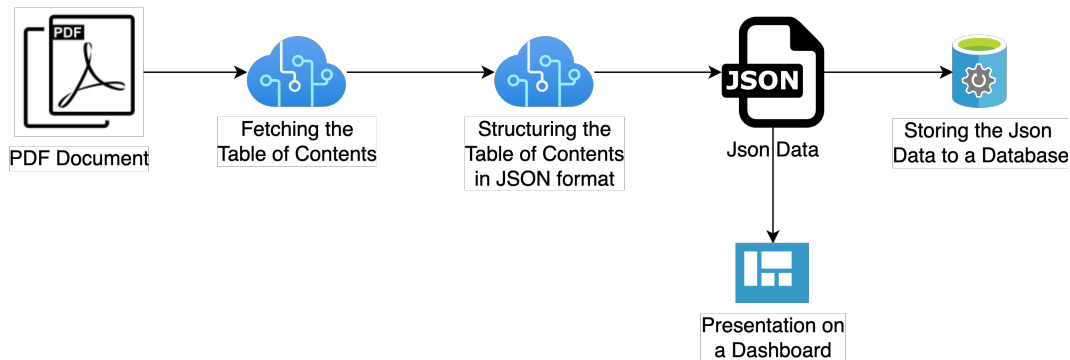 PDF
PDF Document
Fetching the
Table of Contents
Structuring the
Table of Contents
in JSON format
JSON
Json Data
Storing the Json
Data to a Database
Presentation on
a Dashboard